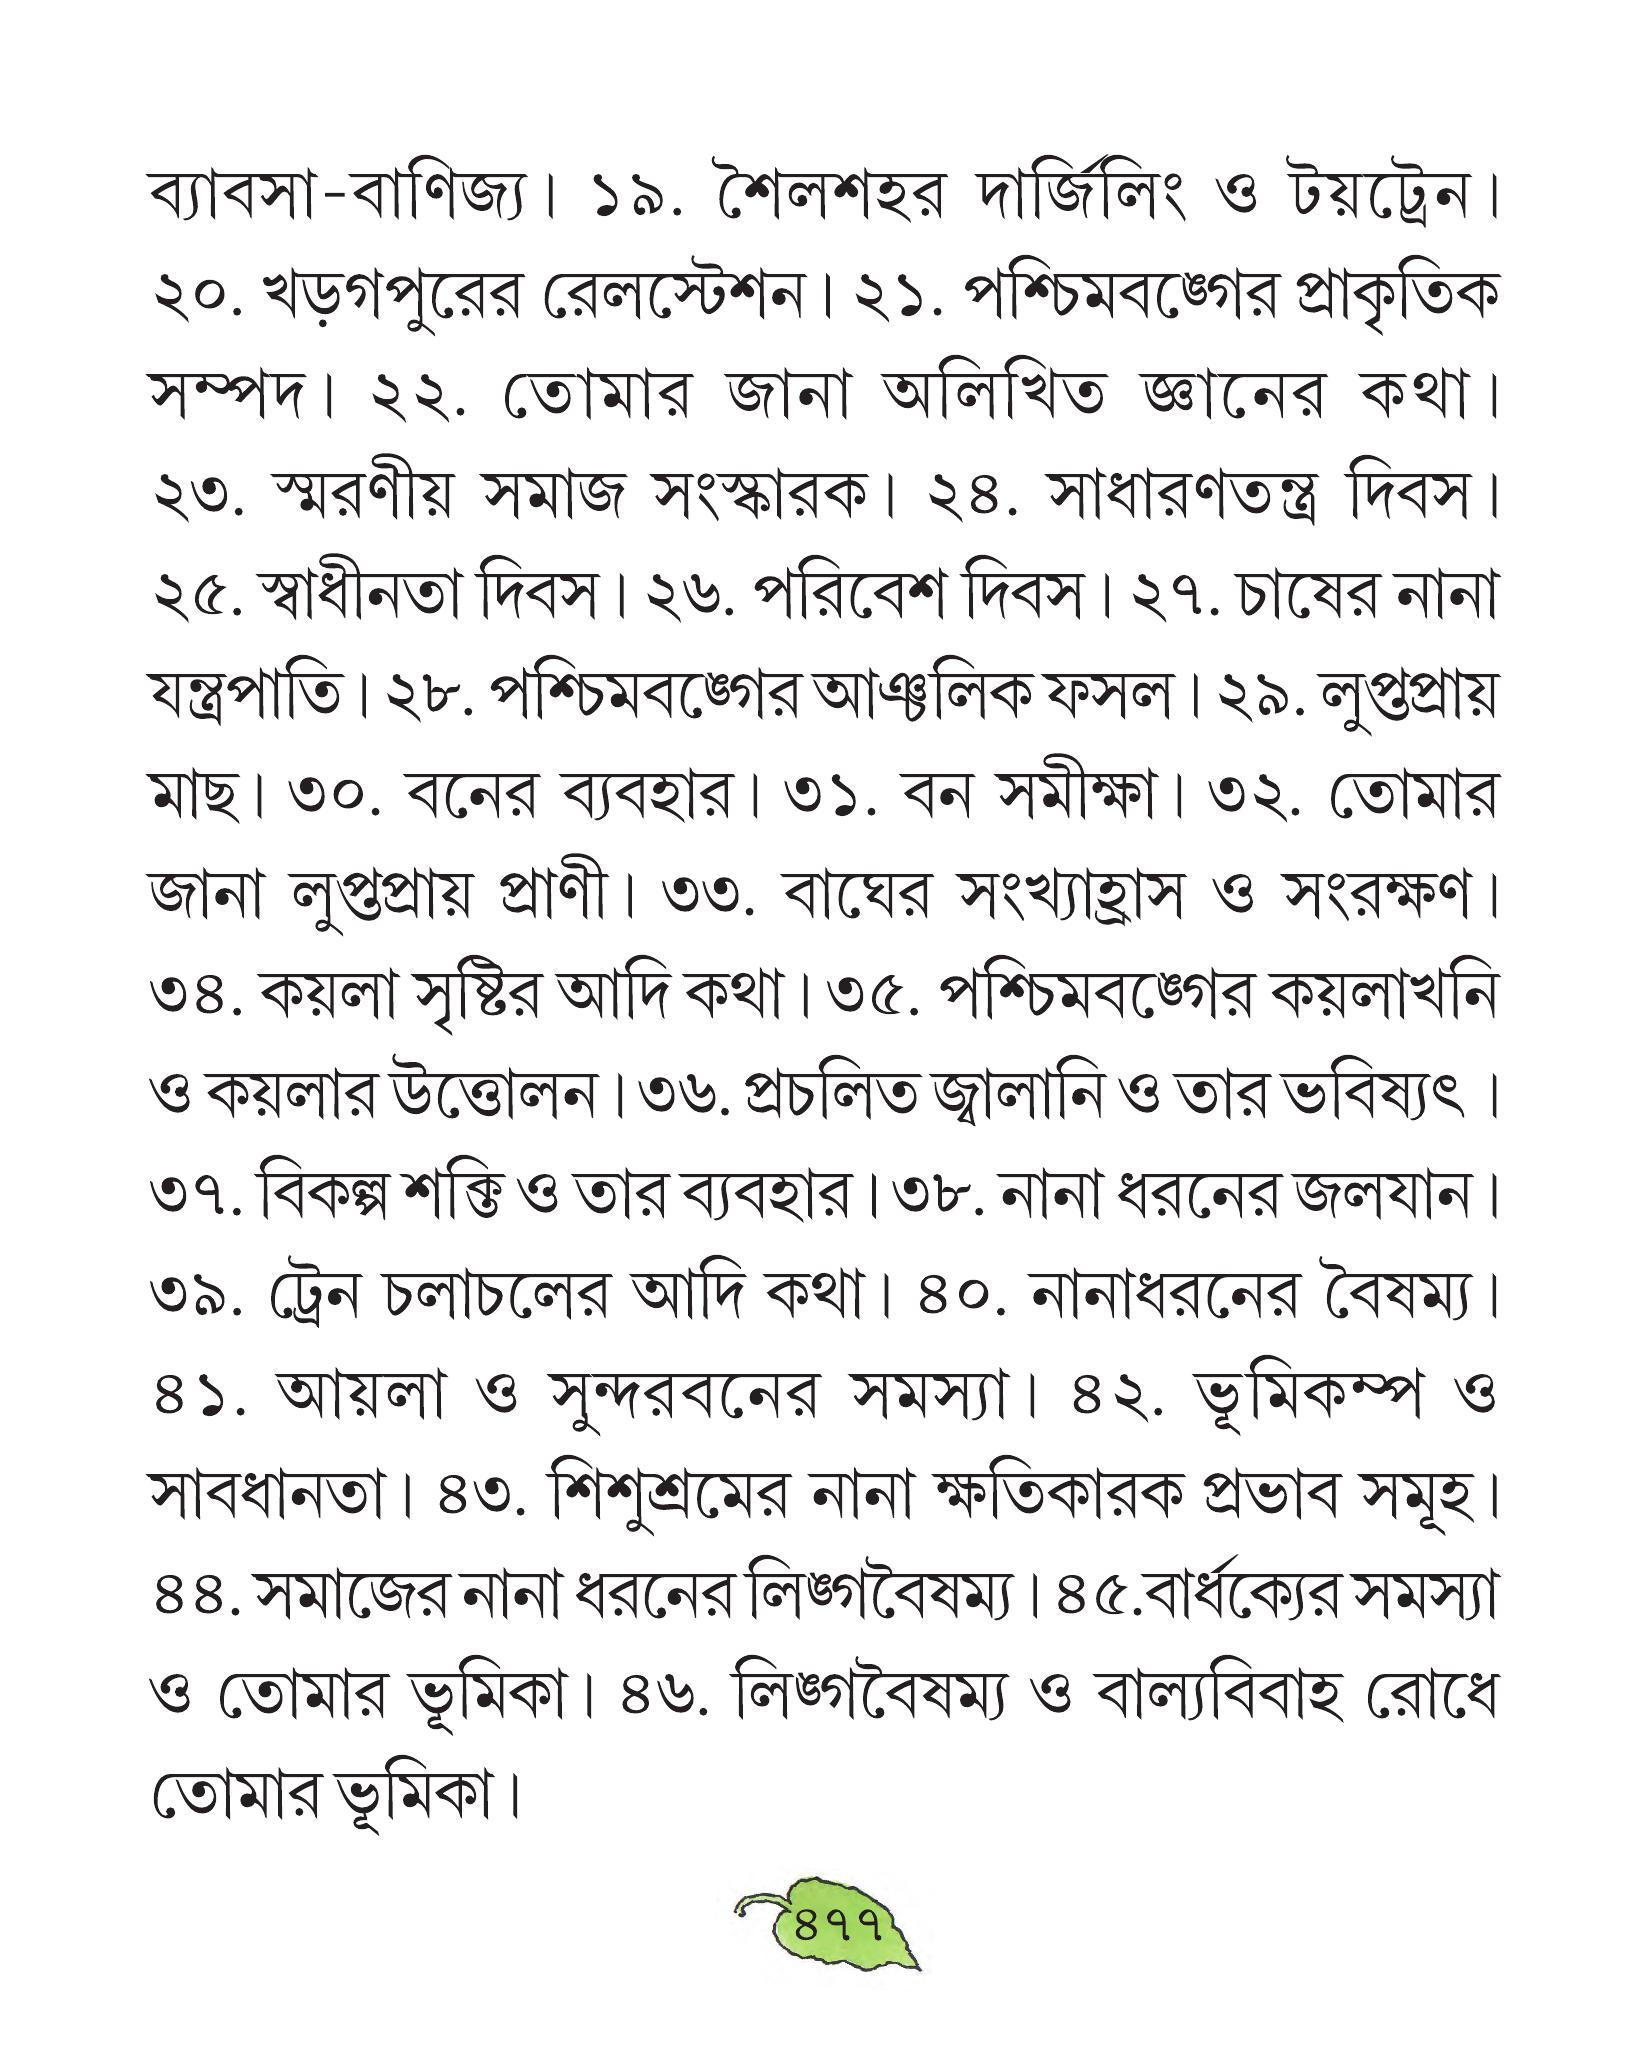 ব্যাবসা-বাণিজ্য। ১৯. শৈলশহর দার্জিলিং ও টয়ট্রেন।
২০. খড়গপুরের রেলস্টেশন। ২১. পশ্চিমবঙ্গের প্রাকৃতিক
সম্পদ। ২২. তোমার জানা অলিখিত জ্ঞানের কথা।
২৩. স্মরণীয় সমাজ সংস্কারক। ২৪. সাধারণতন্ত্র দিবস।
২৫. স্বাধীনতা দিবস। ২৬. পরিবেশ দিবস। ২৭. চাষের নানা
যন্ত্রপাতি। ২৮. পশ্চিমবঙ্গের আঞ্চলিক ফসল। ২৯. লুপ্তপ্রায়
মাছ। ৩০. বনের ব্যবহার। ৩১. বন সমীক্ষা। ৩২. তোমার
জানা লুপ্তপ্রায় প্রাণী। ৩৩. বাঘের সংখ্যাহ্রাস ও সংরক্ষণ।
৩৪. কয়লা সৃষ্টির আদি কথা। ৩৫. পশ্চিমবঙ্গের কয়লাখনি
ও কয়লার উত্তোলন। ৩৬. প্রচলিত জ্বালানি ও তার ভবিষ্যৎ ।
৩৭. বিকল্প শক্তি ও তার ব্যবহার। ৩৮. নানা ধরনের জলযান।
৩৯. ট্রেন চলাচলের আদি কথা। ৪০. নানাধরনের বৈষম্য।
৪১. আয়লা ও সুন্দরবনের সমস্যা। ৪২. ভূমিকম্প ও
সাবধানতা। ৪৩. শিশুশ্রমের নানা ক্ষতিকারক প্রভাব সমূহ।
৪৪. সমাজের নানা ধরনের লিঙ্গবৈষম্য। ৪৫.বার্ধক্যের সমস্যা
ও তোমার ভূমিকা। ৪৬. লিঙ্গবৈষম্য ও বাল্যবিবাহ রোধে
তোমার ভূমিকা।
৪৭৭